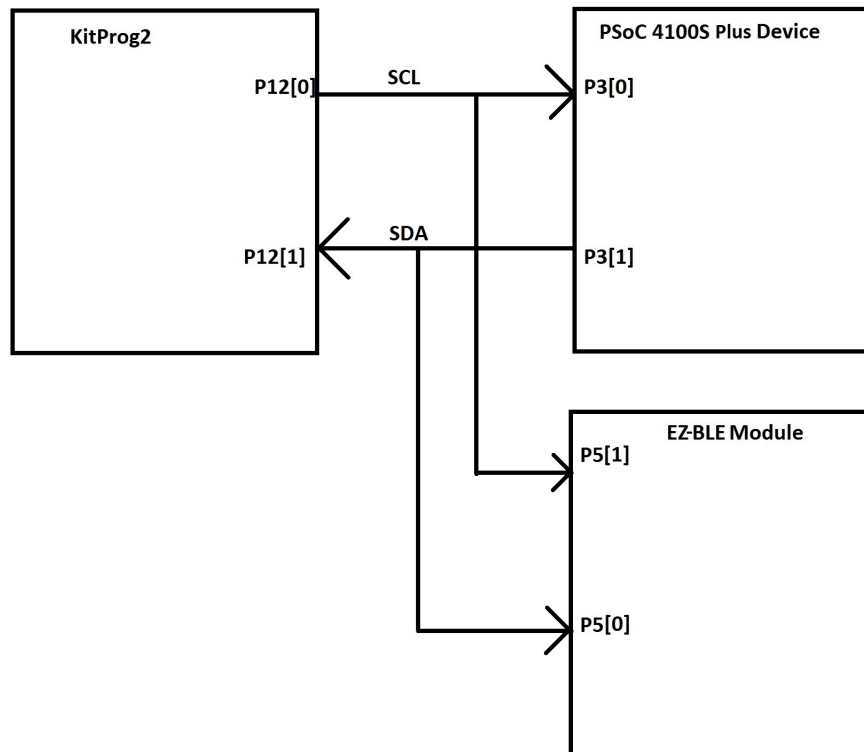 KitProg2
PSoC 4100S Plus Device
P12[0]
SCL
P3[0]
P12[1]
SDA
P3[1]
EZ-BLE Module
P5[1]
P5[0]